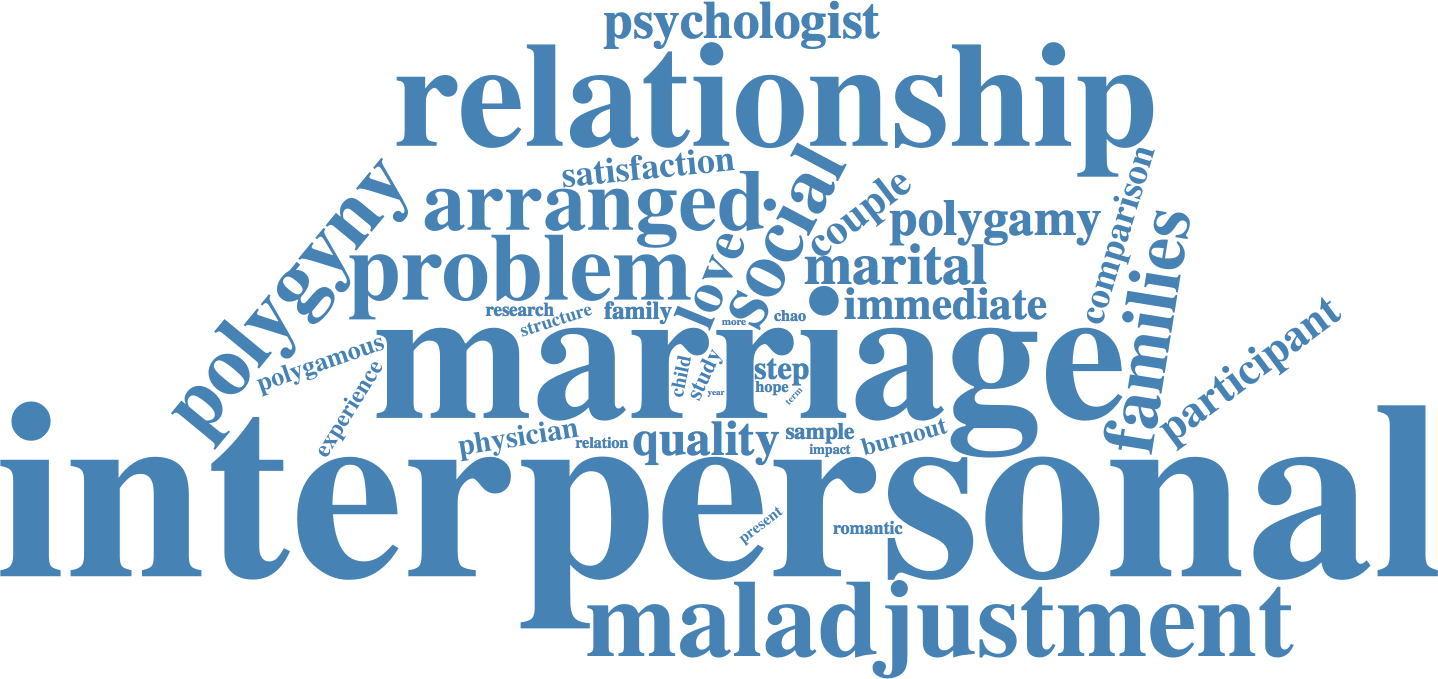 psychologist
relationship
satisfaction
arranged
social
couple
polygamy
comparison
polygyny
problem
love
marital
families
immediate
research
structure
family
more
chao
participant
marriage
polygamous
experience
child
study
year
step
hope
term
physician
relation
quality
sample
impact
burnout
interpersonal
present
romantic
maladjustment